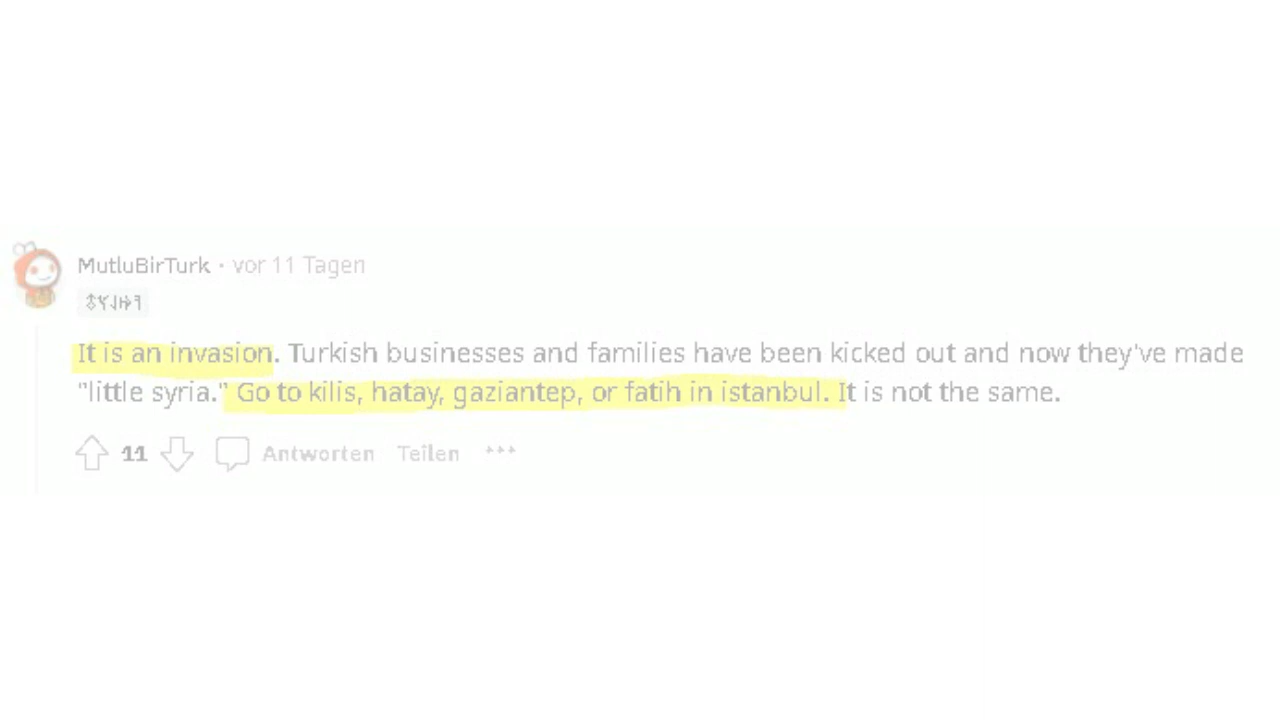 MutluBirTurk · vor 11 Tagen
It is an invasion. Turkish businesses and families have been kicked out and now they've made
"little syria." Go to kilis, hatay, gaziantep, or fatih in istanbul. It is not the same.
11 Antworten Teilen